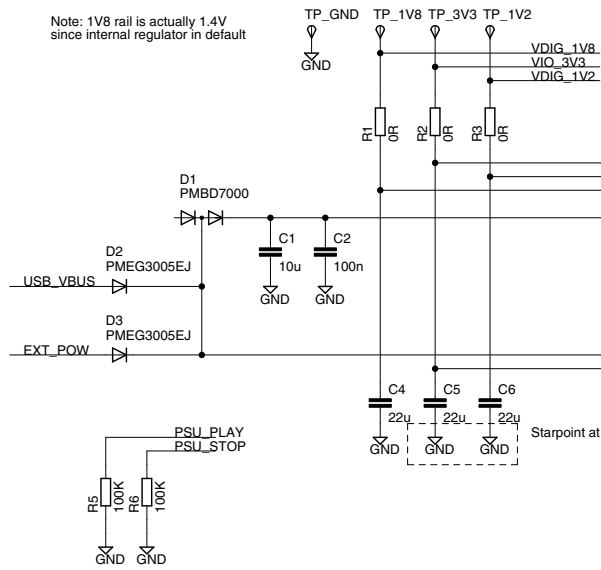 Note: 1V8 rail is actually 1.4V
since internal regulator in default
TP_GND
TP_1V8
TP_3V3
TP_1V2
GND
VDIG_1V8
VIO_3V3
VDIG_1V2
R1
0R
R2
0R
R3
0R
D1
PMBD7000
C1
10u
C2
100n
GND
GND
D2
PMEG3005EJ
USB_VBUS
D3
PMEG3005EJ
EXT_POW
C4
22u
C5
22u
C6
22u
GND
GND
GND
Starpoint at
PSU_PLAY
PSU_STOP
R5
100K
R6
100K
GND
GND